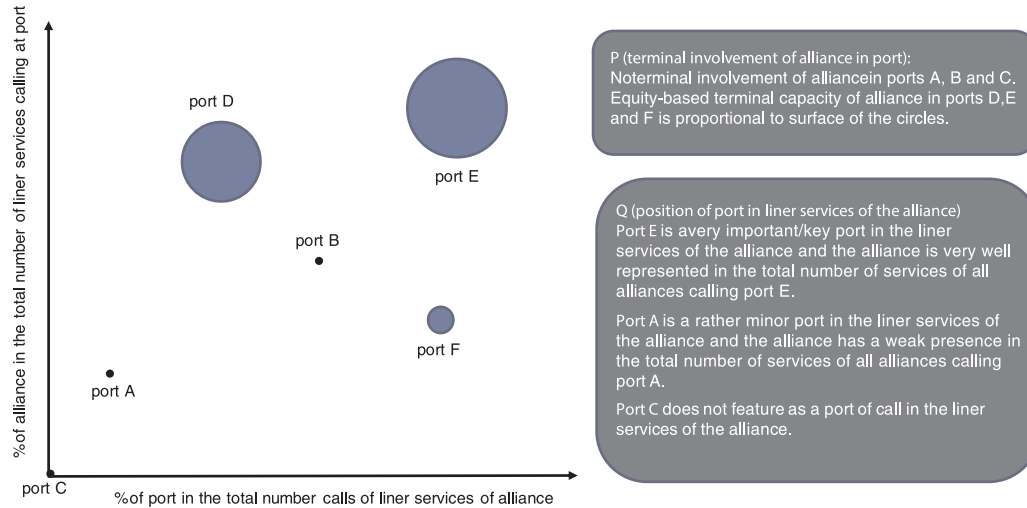 %of alliance in the total number of liner services calling at port
port D
port E
port B
port F
port A
port C
%of port in the total number calls of liner services of alliance
P (terminal involvement of alliance in port):
Noterminal involvement of alliancein ports A, B and C.
Equity-based terminal capacity of alliance in ports D,E
and F is proportional to surface of the circles.
Q (position of port in liner services of the alliance)
Port E is avery important/key port in the liner
services of the alliance and the alliance is very well
represented in the total number of services of all
alliances calling port E.
Port A is a rather minor port in the liner services of
the alliance and the alliance has a weak presence in
the total number of services of all alliances calling
port A.
Port C does not feature as a port of call in the liner
services of the alliance.